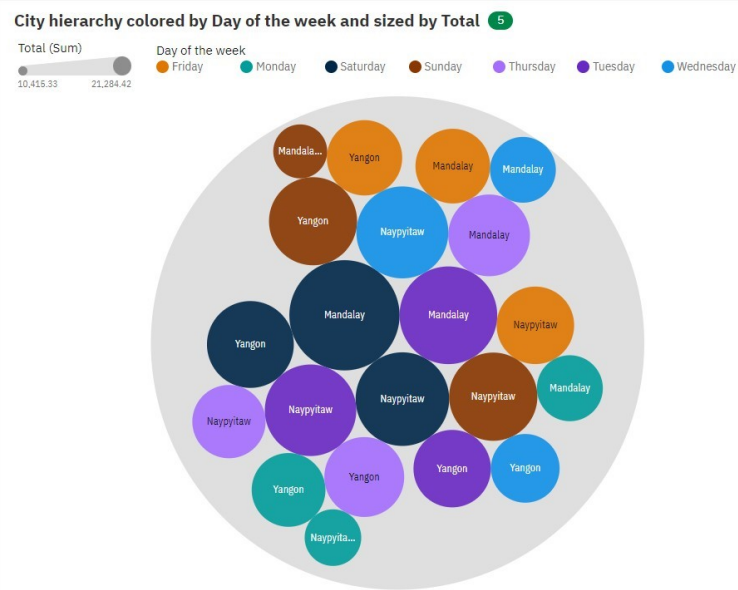 City hierarchy colored by Day of the week and sized by Total 5
Total (Sum)
10,415.33 21,284.42
Day of the week
Friday Monday Saturday Sunday Thursday Tuesday Wednesday
Mandala...
Yangon
Mandalay
Mandalay
Yangon
Naypyitaw
Mandalay
Mandalay
Mandalay
Naypyitaw
Yangon
Mandalay
Naypyitaw
Naypyitaw
Naypyitaw
Naypyitaw
Yangon
Yangon
Yangon
Yangon
Naypyita...